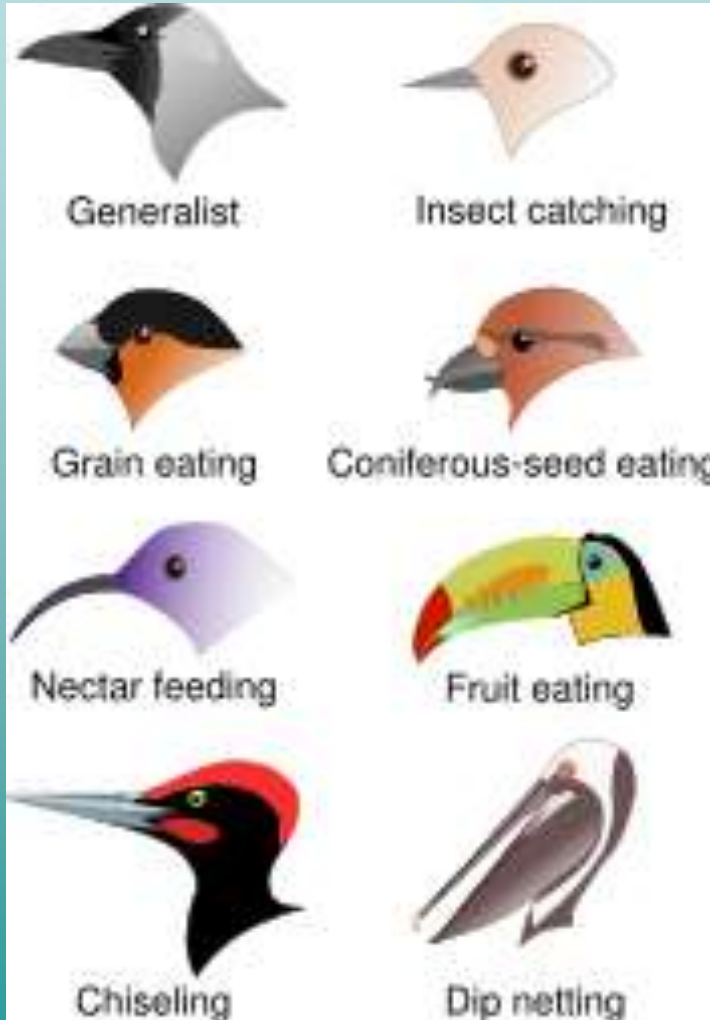 Generalist
Insect catching
Grain eating
Coniferous-seed eating
Nectar feeding
Fruit eating
Chiseling
Dip netting